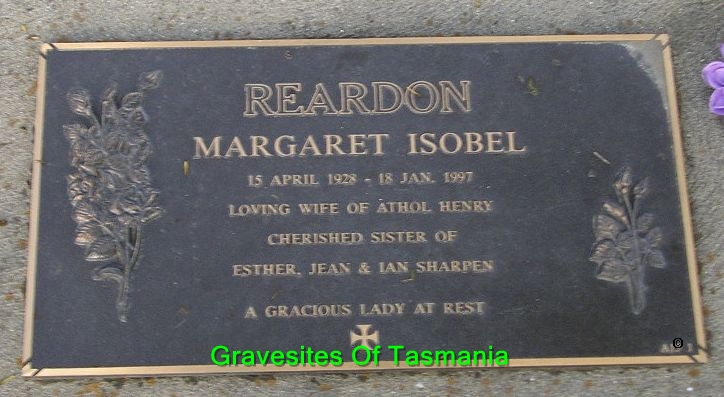 REARDON
MARGARET ISOBEL
15 APRIL 1928 - 18 JAN. 1997
LOVING WIFE OF ATHOL HENRY
CHERISHED SISTER OF
ESTHER, JEAN & IAN SHARPEN
A GRACIOUS LADY AT REST
Gravesites Of Tasmania